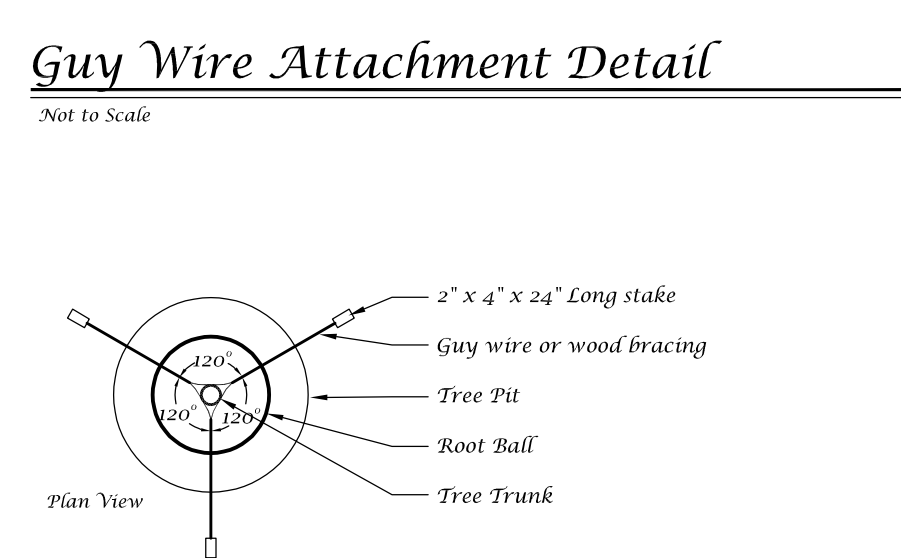 Guy Wire Attachment Detail
Not to Scale
2" x 4" x 24" Long stake
Guy wire or wood bracing
120°
Tree Pit
120° 120°
Root Ball
Tree Trunk
Plan View